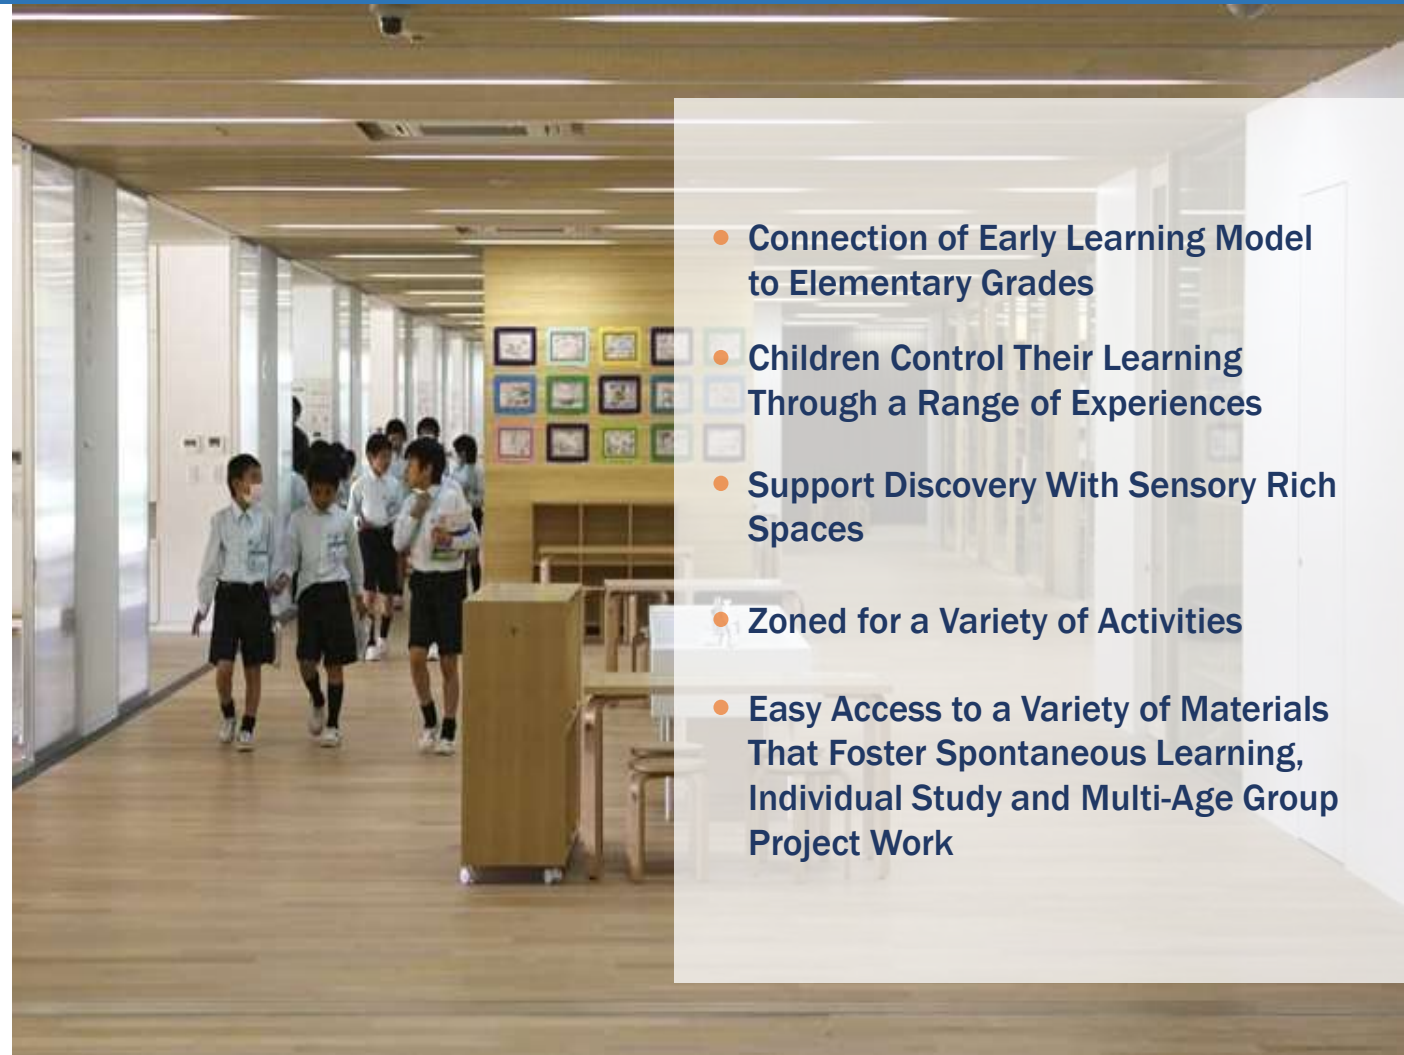 Connection of Early Learning Model
to Elementary Grades
Children Control Their Learning
Through a Range of Experiences
Support Discovery With Sensory Rich
Spaces
Zoned for a Variety of Activities
Easy Access to a Variety of Materials
That Foster Spontaneous Learning,
Individual Study and Multi-Age Group
Project Work